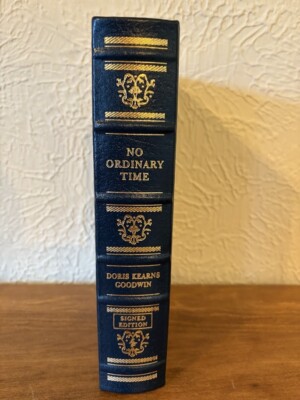 NO
ORDINARY
TIME
DORIS KEARNS
GOODWIN
SIGNED
EDITION